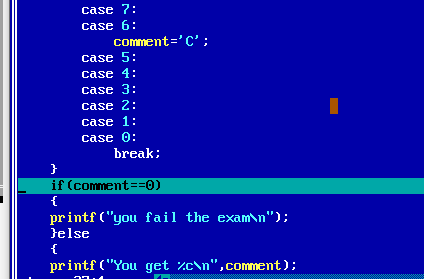 case 7:
case 6:
comment='C';
case 5:
case 4:
case 3:
case 2:
case 1:
case 0:
break;
}
if(comment==0)
{
printf("you fail the exam\n");
}else
{
printf("You get %c\n",comment);